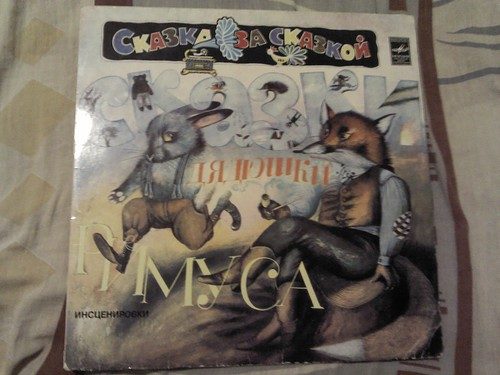 СКАЗКА ЗА СКАЗКОЙ
СКАЗКИ
ДЯДЮШКИ
РИМУСА
ИНСЦЕНИРОВКИ